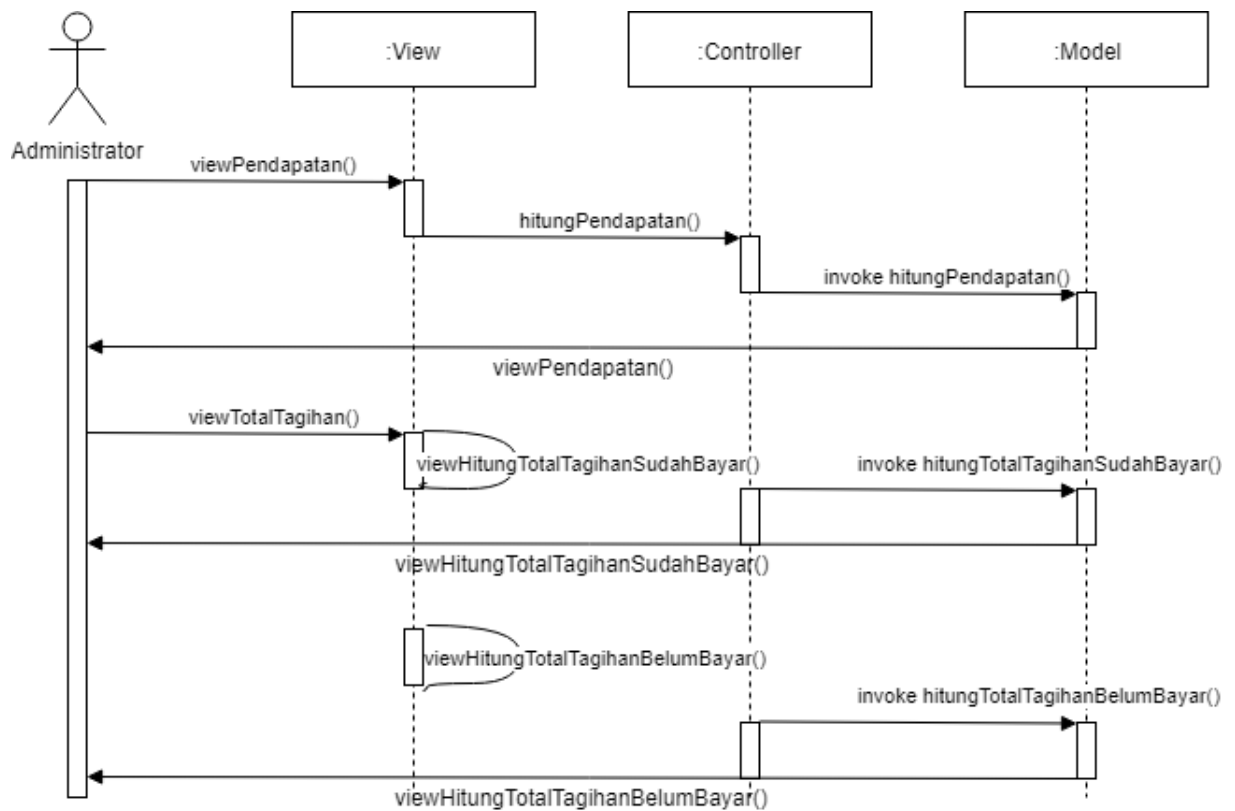 :View
:Controller
:Model
Administrator
viewPendapatan()
hitungPendapatan()
invoke hitungPendapatan()
viewPendapatan()
viewTotalTagihan()
viewHitungTotalTagihanSudahBayar()
invoke hitungTotalTagihanSudahBayar()
viewHitungTotalTagihanSudahBayar()
viewHitungTotalTagihanBelumBayar()
invoke hitungTotalTagihanBelumBayar()
viewHitungTotalTagihanBelumBayar()